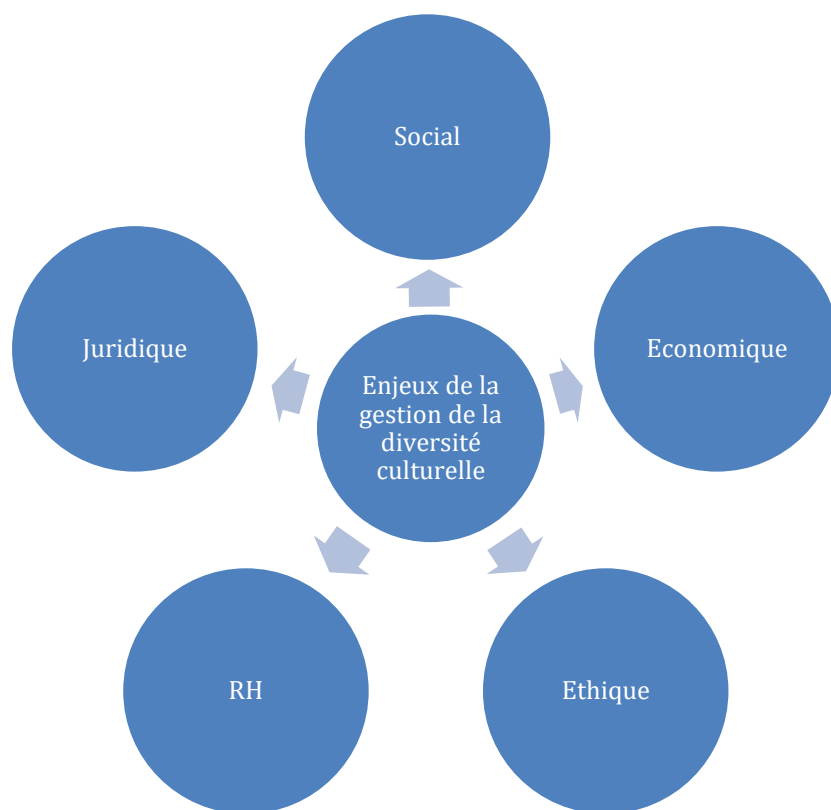 Social
Juridique
Economique
Enjeux de la
gestion de la
diversité
culturelle
RH
Ethique